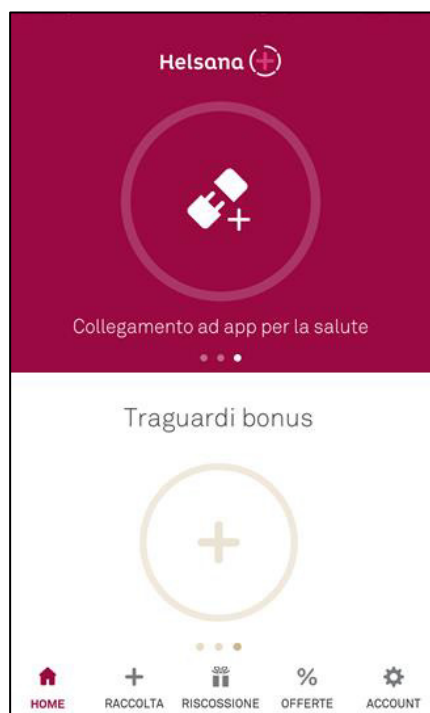 Helsana
Collegamento ad app per la salute
Traguardi bonus
HOME RACCOLTA RISCOSSIONE OFFERTE ACCOUNT